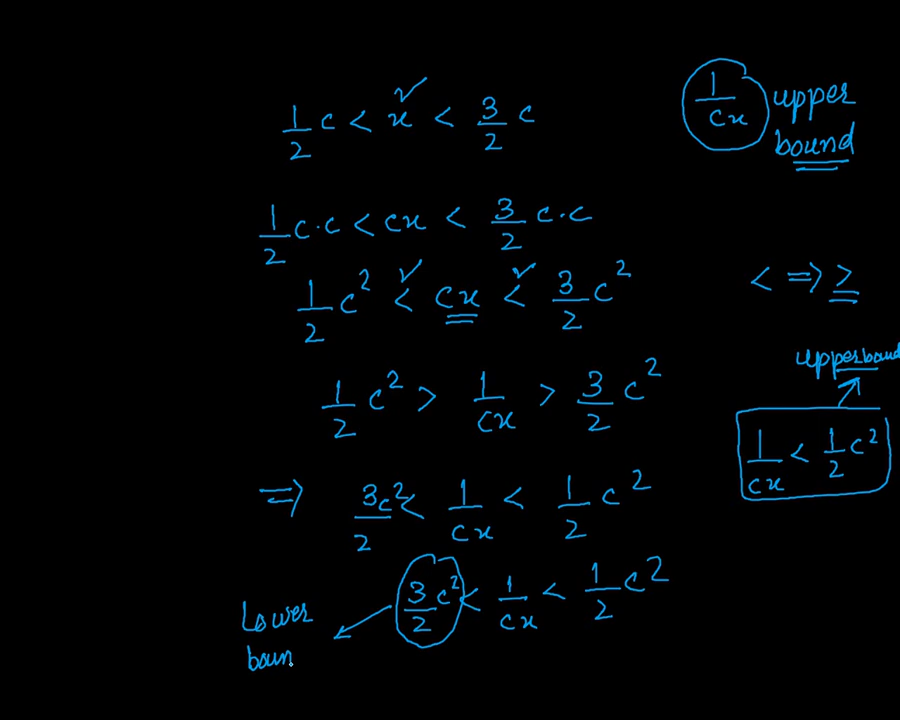 1/2 c < x < 3/2 c
1/cx upper
bound
1/2 c·c < cx < 3/2 c·c
1/2 c² < cx < 3/2 c²
< ⇒ >
1/2 c² > 1/cx > 3/2 c²
upperbound
1/cx < 1/2 c²
⇒ 3c²/2 < 1/cx < 1/2 c²
3/2 c² < 1/cx < 1/2 c²
Lower
boun